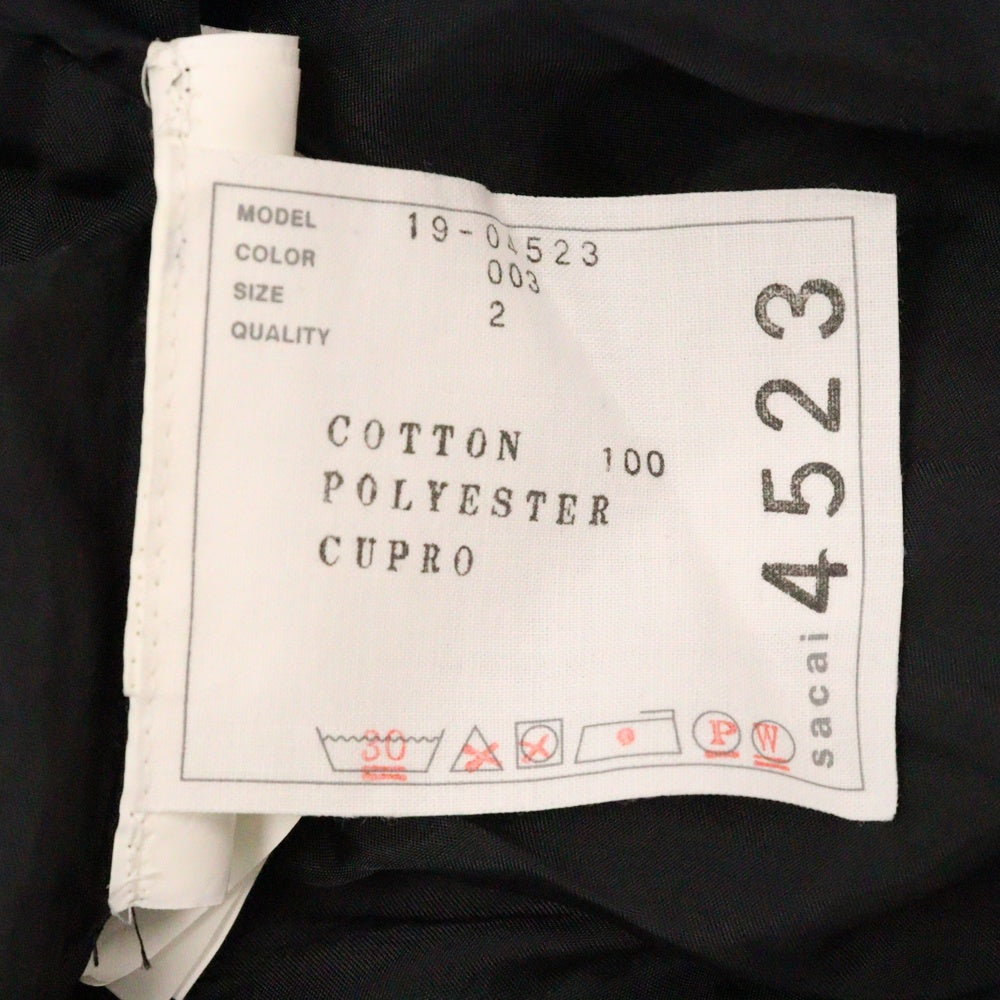 MODEL 19-04523
COLOR 003
SIZE 2
QUALITY
COTTON 100
POLYESTER
CUPRO
30
P
W
sacai 4523